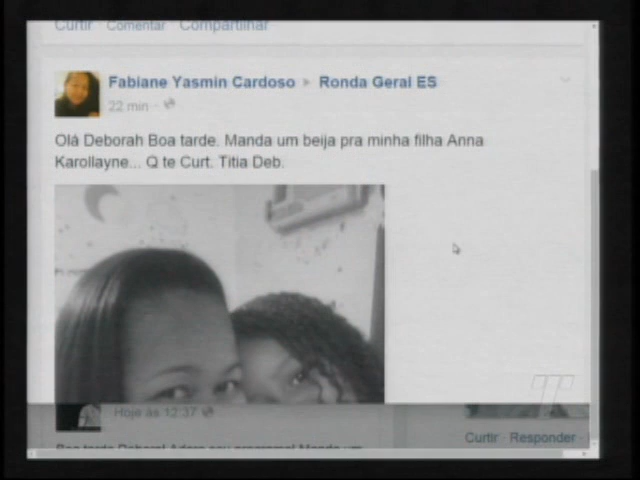 Curtir · Comentar · Compartilhar
Fabiane Yasmin Cardoso ▸ Ronda Geral ES
22 min ·
Olá Deborah Boa tarde. Manda um beija pra minha filha Anna
Karollayne... Q te Curt. Titia Deb.
Hoje às 12:37
Curtir · Responder ·